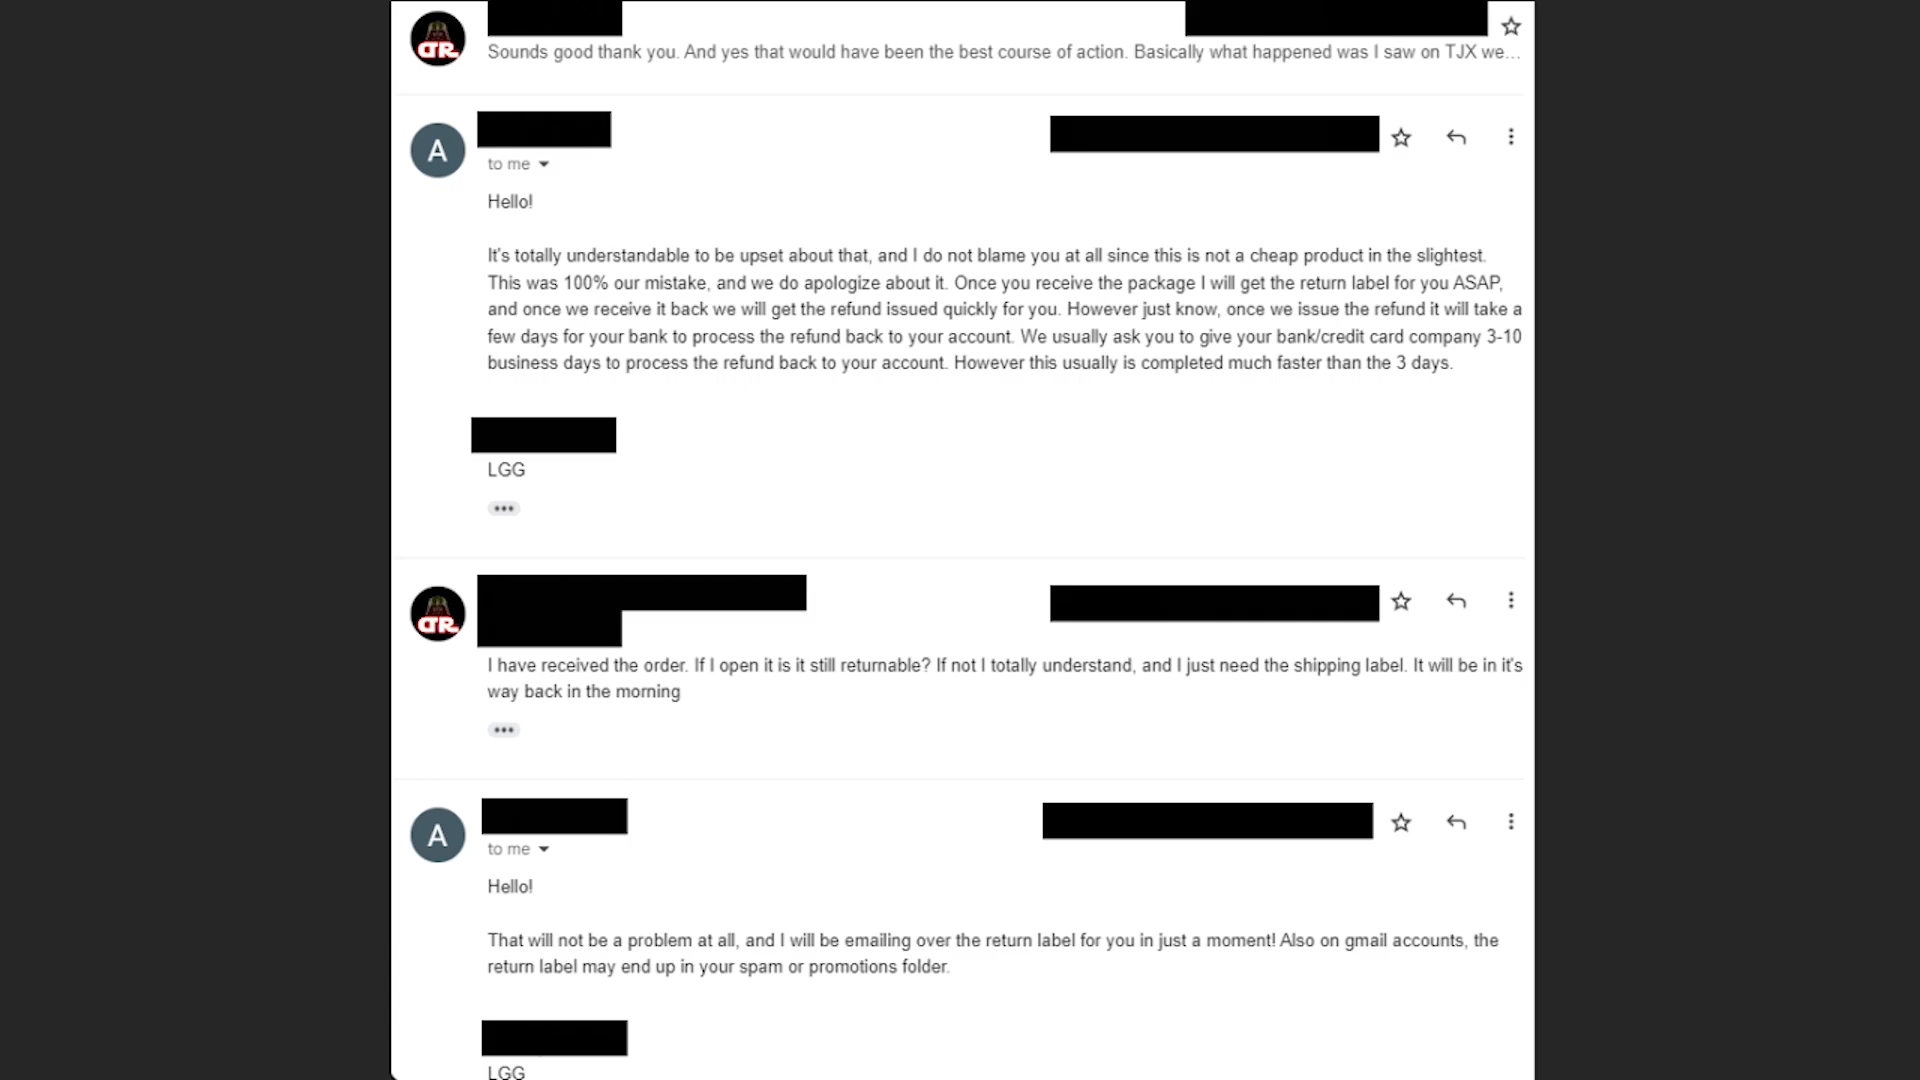 Sounds good thank you. And yes that would have been the best course of action. Basically what happened was I saw on TJX we...
A
to me
Hello!
It's totally understandable to be upset about that, and I do not blame you at all since this is not a cheap product in the slightest.
This was 100% our mistake, and we do apologize about it. Once you receive the package I will get the return label for you ASAP,
and once we receive it back we will get the refund issued quickly for you. However just know, once we issue the refund it will take a
few days for your bank to process the refund back to your account. We usually ask you to give your bank/credit card company 3-10
business days to process the refund back to your account. However this usually is completed much faster than the 3 days.
LGG
I have received the order. If I open it is it still returnable? If not I totally understand, and I just need the shipping label. It will be in it's
way back in the morning
A
to me
Hello!
That will not be a problem at all, and I will be emailing over the return label for you in just a moment! Also on gmail accounts, the
return label may end up in your spam or promotions folder.
LGG